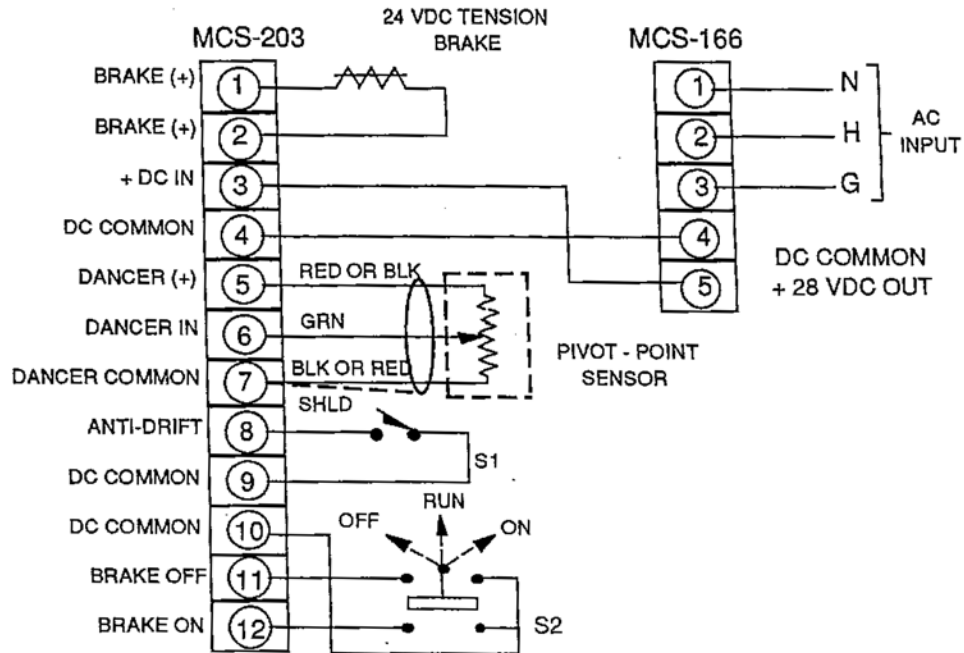 24 VDC TENSION
BRAKE
MCS-203
MCS-166
BRAKE (+)
1
BRAKE (+)
2
+ DC IN
3
DC COMMON
4
DANCER (+)
5
RED OR BLK
DANCER IN
6
GRN
DANCER COMMON
7
BLK OR RED
SHLD
ANTI-DRIFT
8
DC COMMON
9
S1
DC COMMON
10
BRAKE OFF
11
BRAKE ON
12
OFF
RUN
ON
S2
PIVOT - POINT
SENSOR
1
N
2
H
3
G
AC
INPUT
4
DC COMMON
5
+ 28 VDC OUT